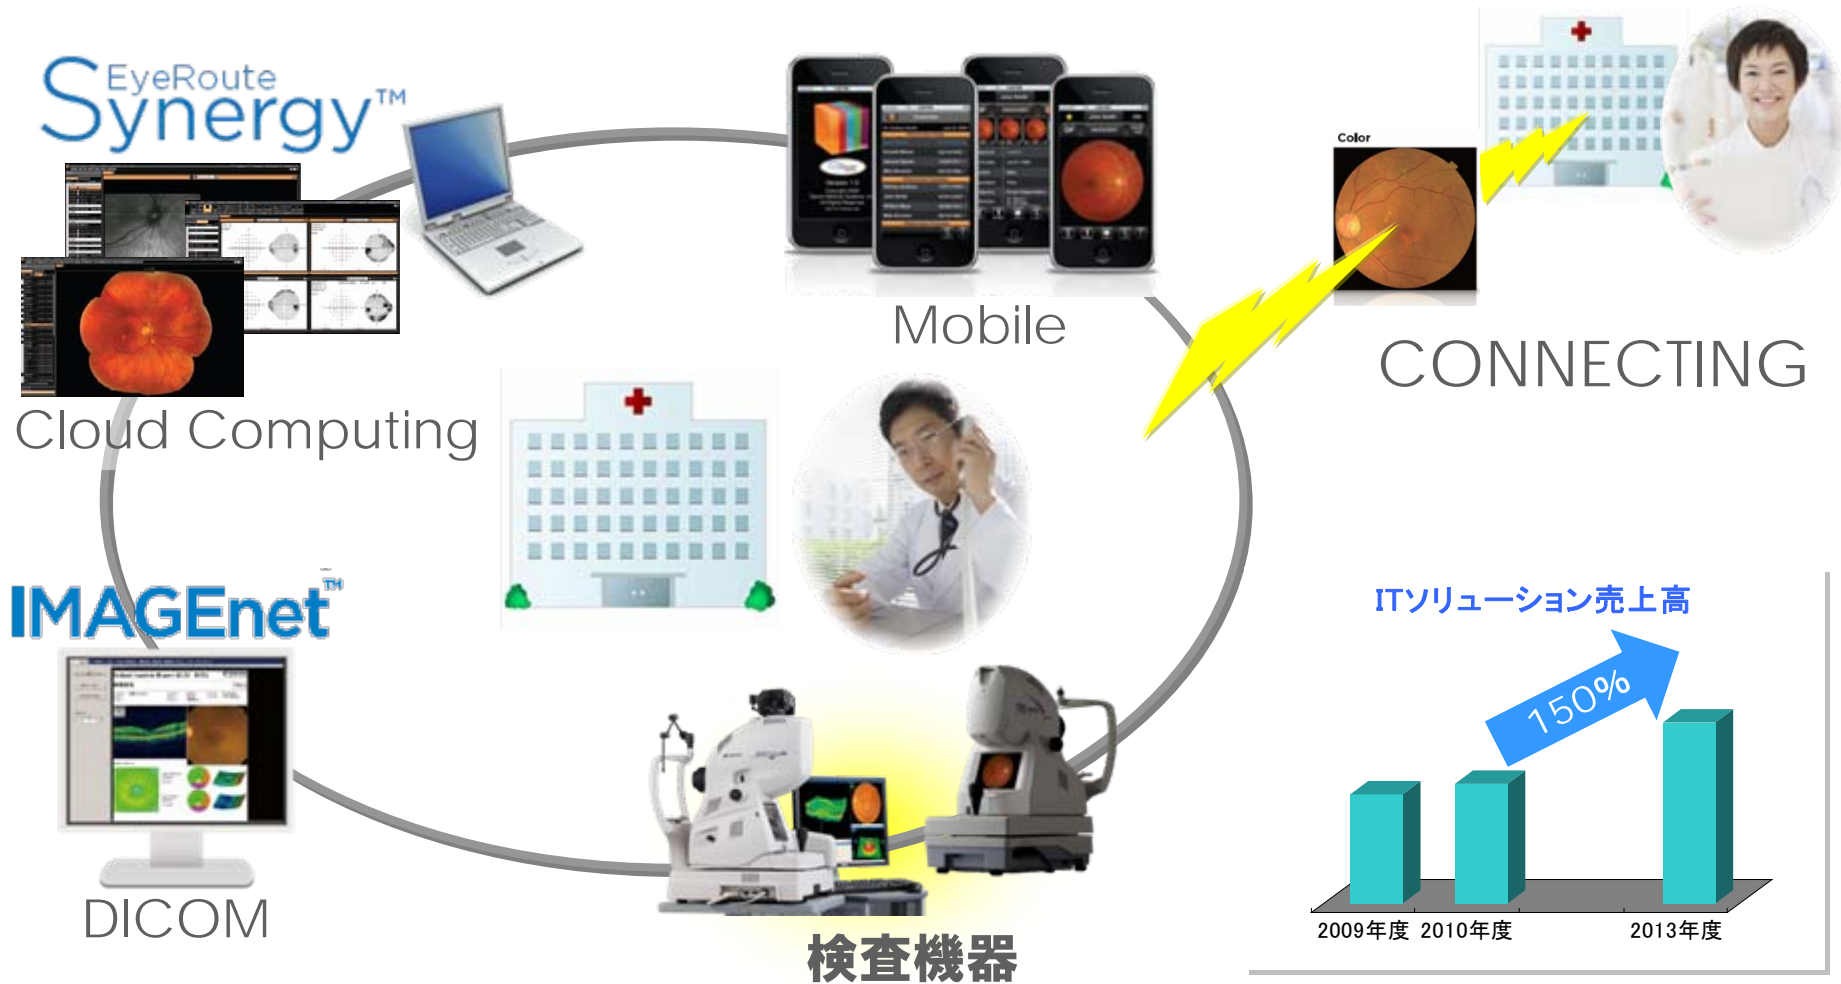 EyeRoute
Synergy™
Cloud Computing
Mobile
Color
CONNECTING
IMAGEnet™
DICOM
検査機器
ITソリューション売上高
150%
2009年度 2010年度 2013年度